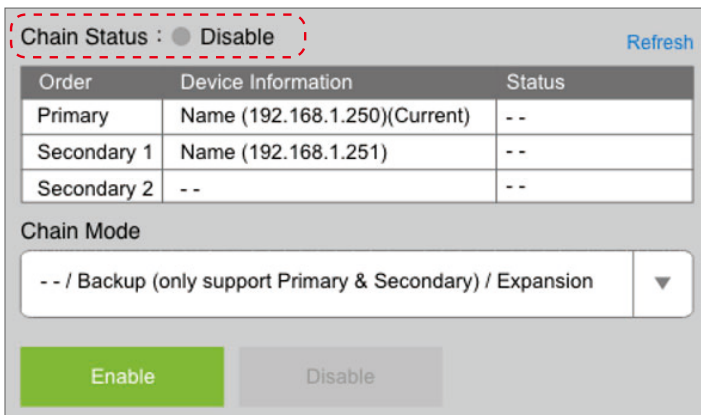 Chain Status : Disable
Refresh
Order Device Information Status
Primary Name (192.168.1.250)(Current) - -
Secondary 1 Name (192.168.1.251) - -
Secondary 2 - - - -
Chain Mode
- - / Backup (only support Primary & Secondary) / Expansion
Enable Disable